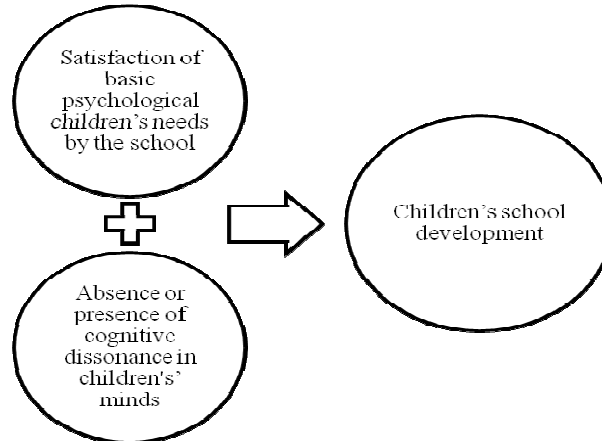 Satisfaction of
basic
psychological
children's needs
by the school
Absence or
presence of
cognitive
dissonance in
children's'
minds
Children's school
development